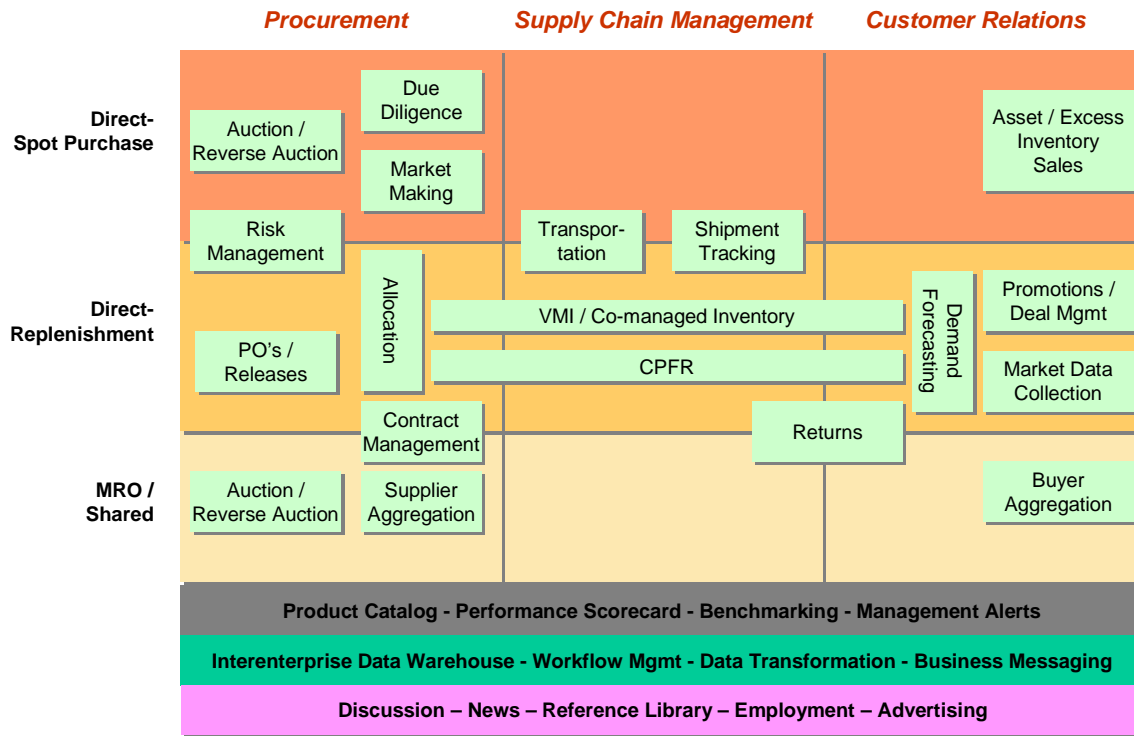 Procurement
Supply Chain Management
Customer Relations
Direct-
Spot Purchase
Auction /
Reverse Auction
Due
Diligence
Market
Making
Asset / Excess
Inventory
Sales
Risk
Management
Transpor-
tation
Shipment
Tracking
Direct-
Replenishment
PO's /
Releases
Allocation
VMI / Co-managed Inventory
CPFR
Demand
Forecasting
Promotions /
Deal Mgmt
Market Data
Collection
Contract
Management
Returns
MRO /
Shared
Auction /
Reverse Auction
Supplier
Aggregation
Buyer
Aggregation
Product Catalog - Performance Scorecard - Benchmarking - Management Alerts
Interenterprise Data Warehouse - Workflow Mgmt - Data Transformation - Business Messaging
Discussion – News – Reference Library – Employment – Advertising